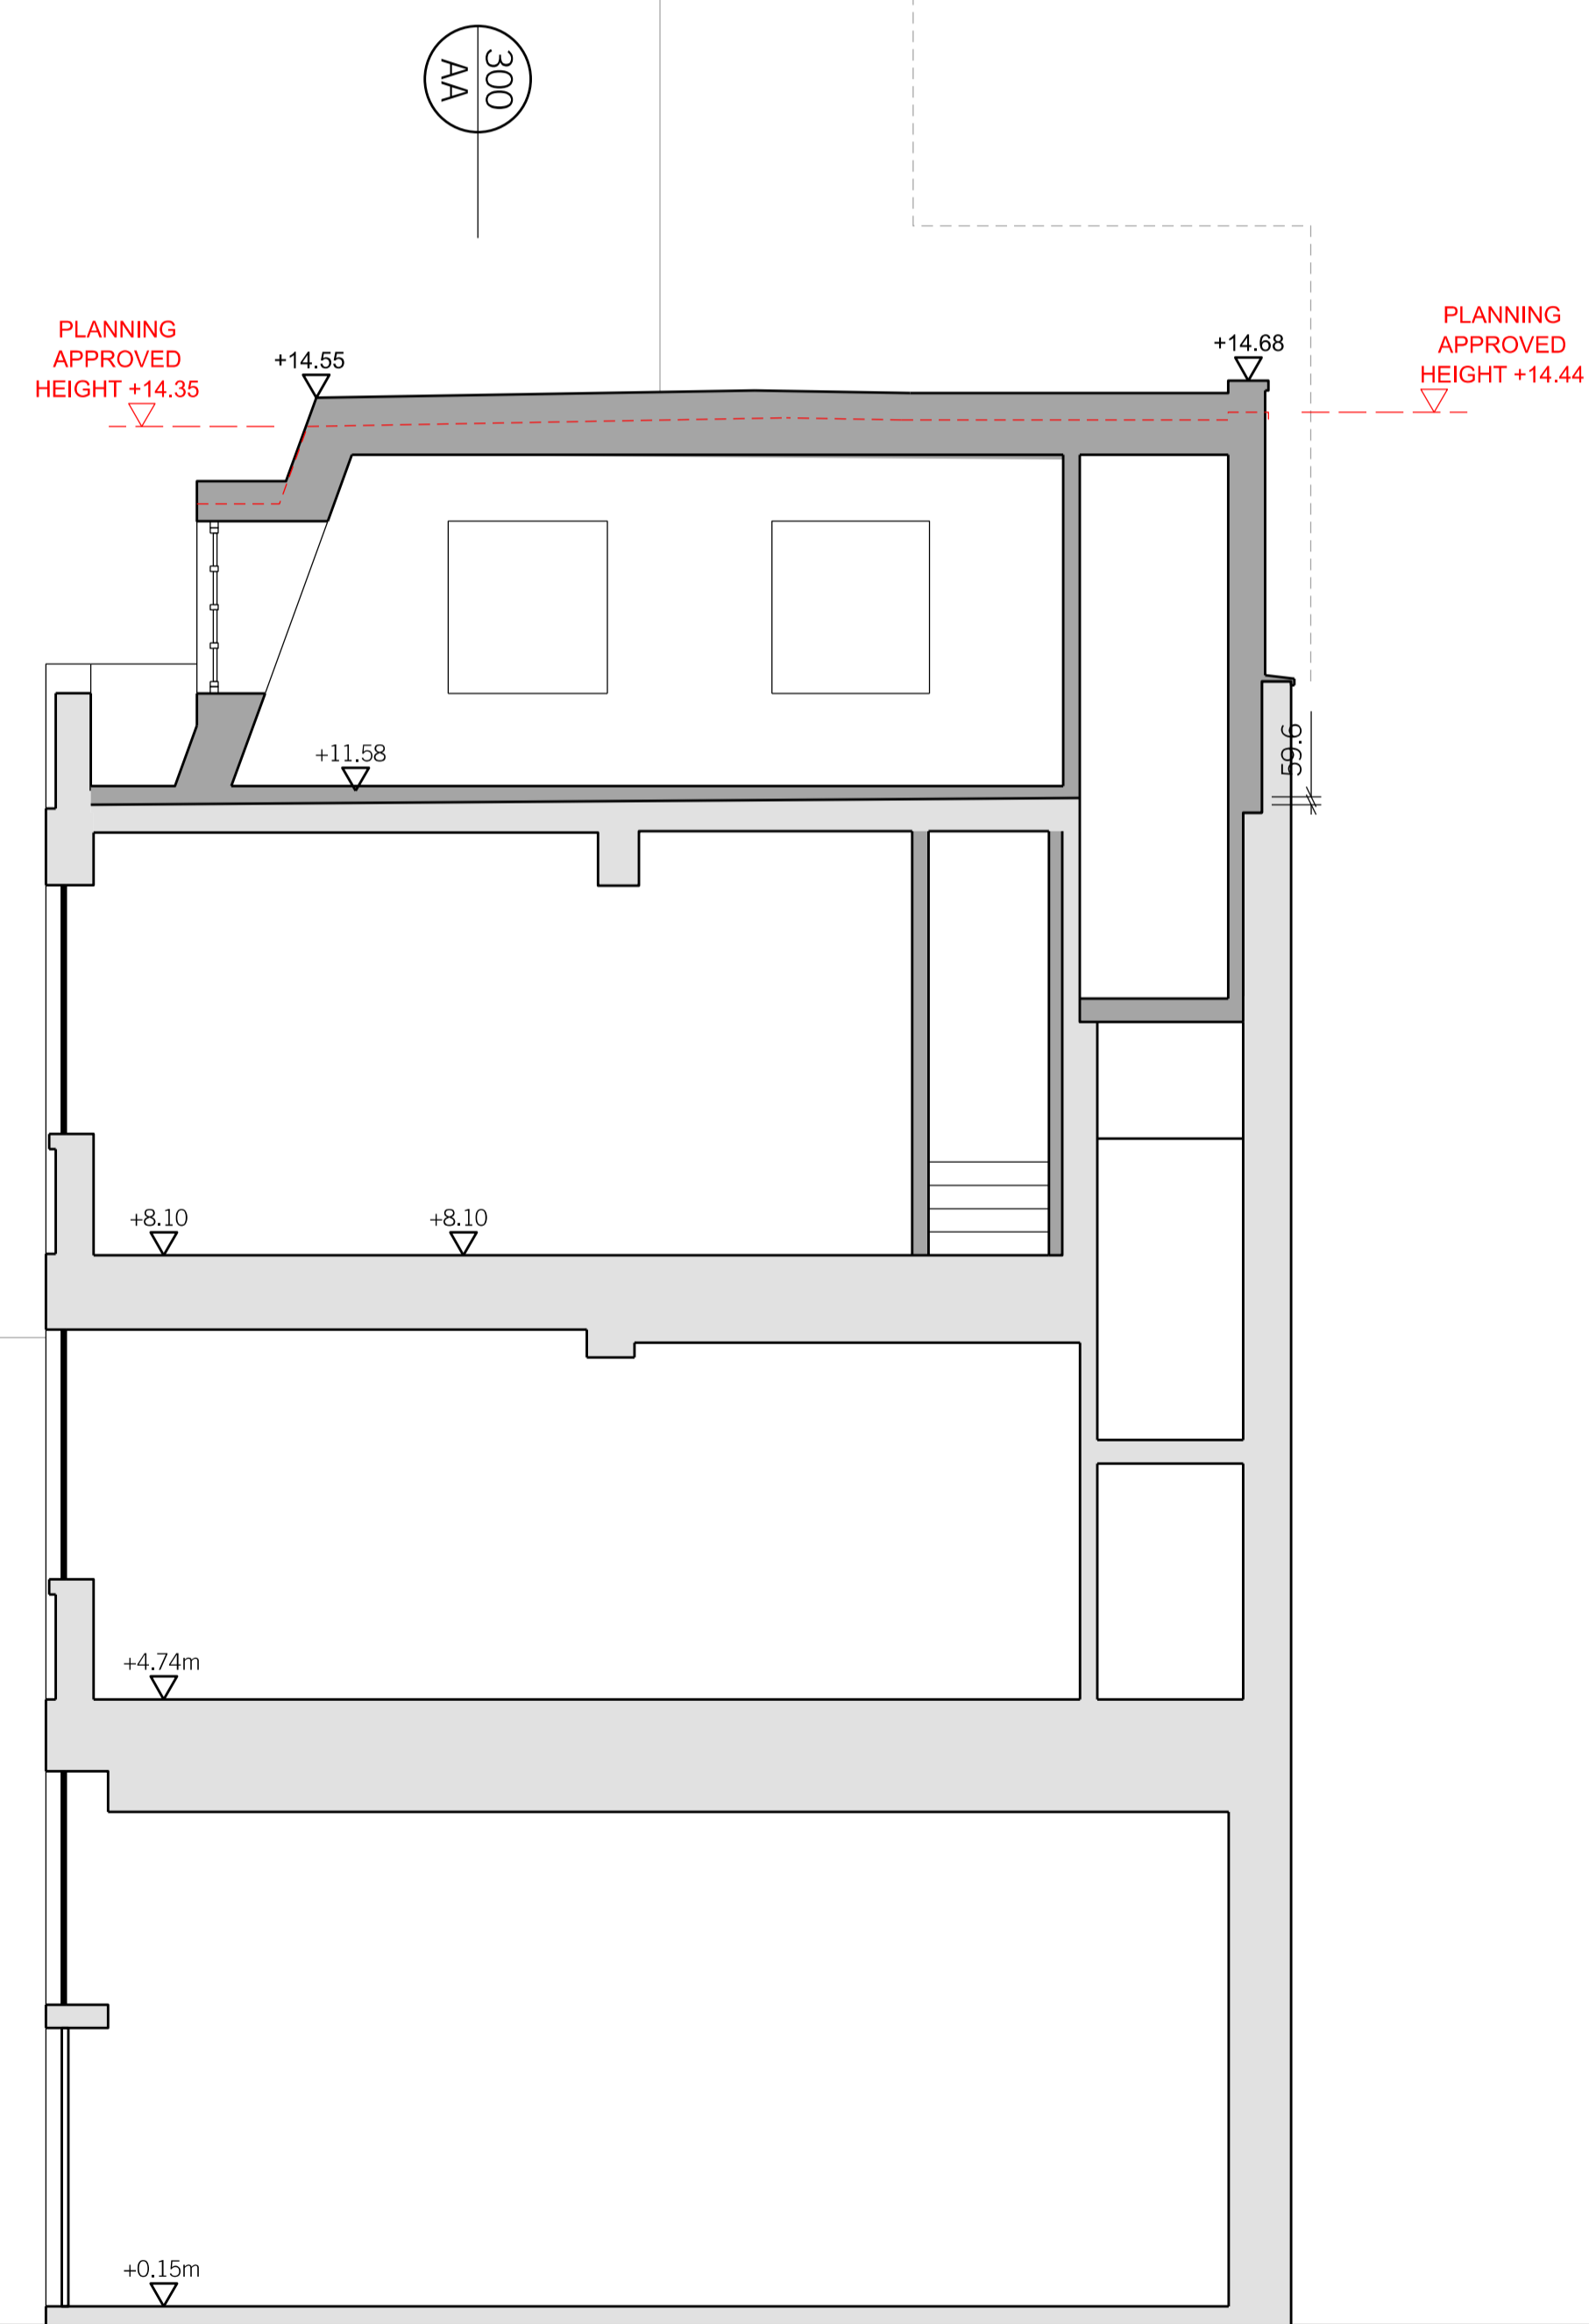 300
AA
PLANNING
APPROVED
HEIGHT +14.35
+14.55
+14.68
PLANNING
APPROVED
HEIGHT +14.44
59.6
+11.58
+8.10
+8.10
+4.74m
+0.15m